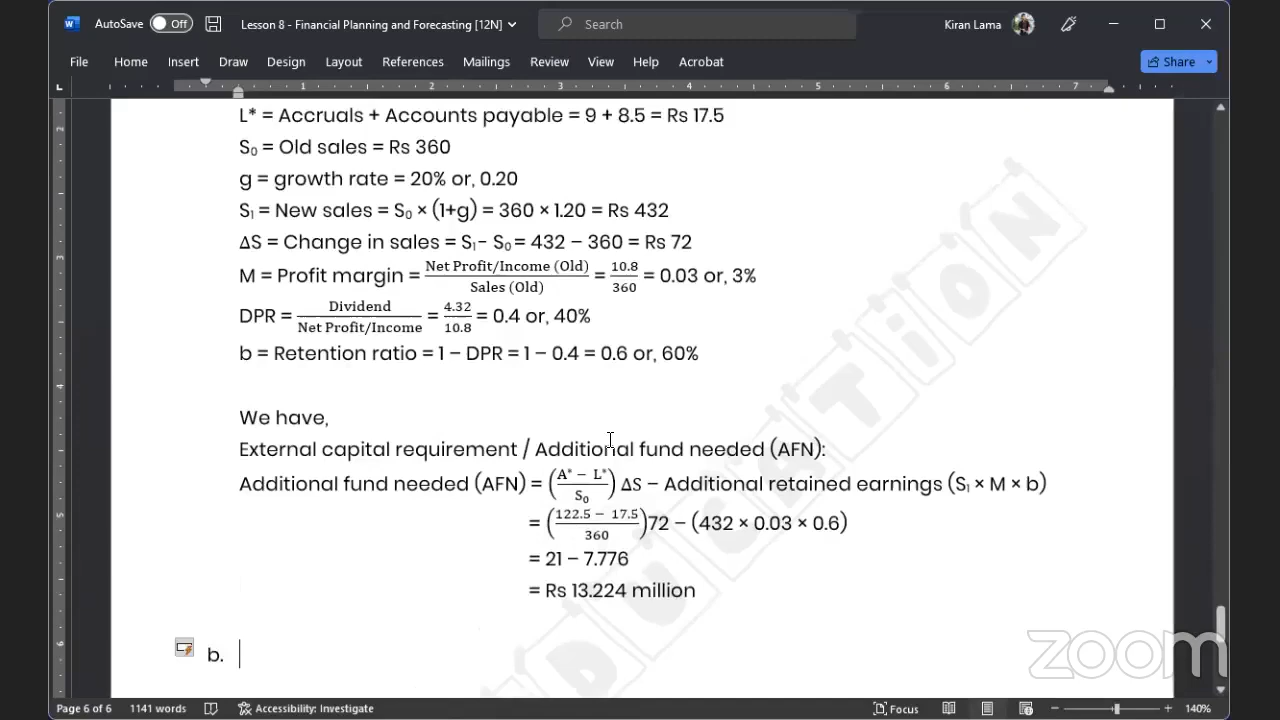 AutoSave Off Lesson 8 - Financial Planning and Forecasting [12N] Search Kiran Lama
File Home Insert Draw Design Layout References Mailings Review View Help Acrobat Share
1 2 3 4 5 6 7
L* = Accruals + Accounts payable = 9 + 8.5 = Rs 17.5
S₀ = Old sales = Rs 360
g = growth rate = 20% or, 0.20
S₁ = New sales = S₀ × (1+g) = 360 × 1.20 = Rs 432
ΔS = Change in sales = S₁ - S₀ = 432 – 360 = Rs 72
M = Profit margin = Net Profit/Income (Old) / Sales (Old) = 10.8 / 360 = 0.03 or, 3%
DPR = Dividend / Net Profit/Income = 4.32 / 10.8 = 0.4 or, 40%
b = Retention ratio = 1 – DPR = 1 – 0.4 = 0.6 or, 60%
We have,
External capital requirement / Additional fund needed (AFN):
Additional fund needed (AFN) = (A* − L* / S₀) ΔS – Additional retained earnings (S₁ × M × b)
= (122.5 − 17.5 / 360) 72 – (432 × 0.03 × 0.6)
= 21 – 7.776
= Rs 13.224 million
b.
zoom
Page 6 of 6 1141 words Accessibility: Investigate Focus 140%